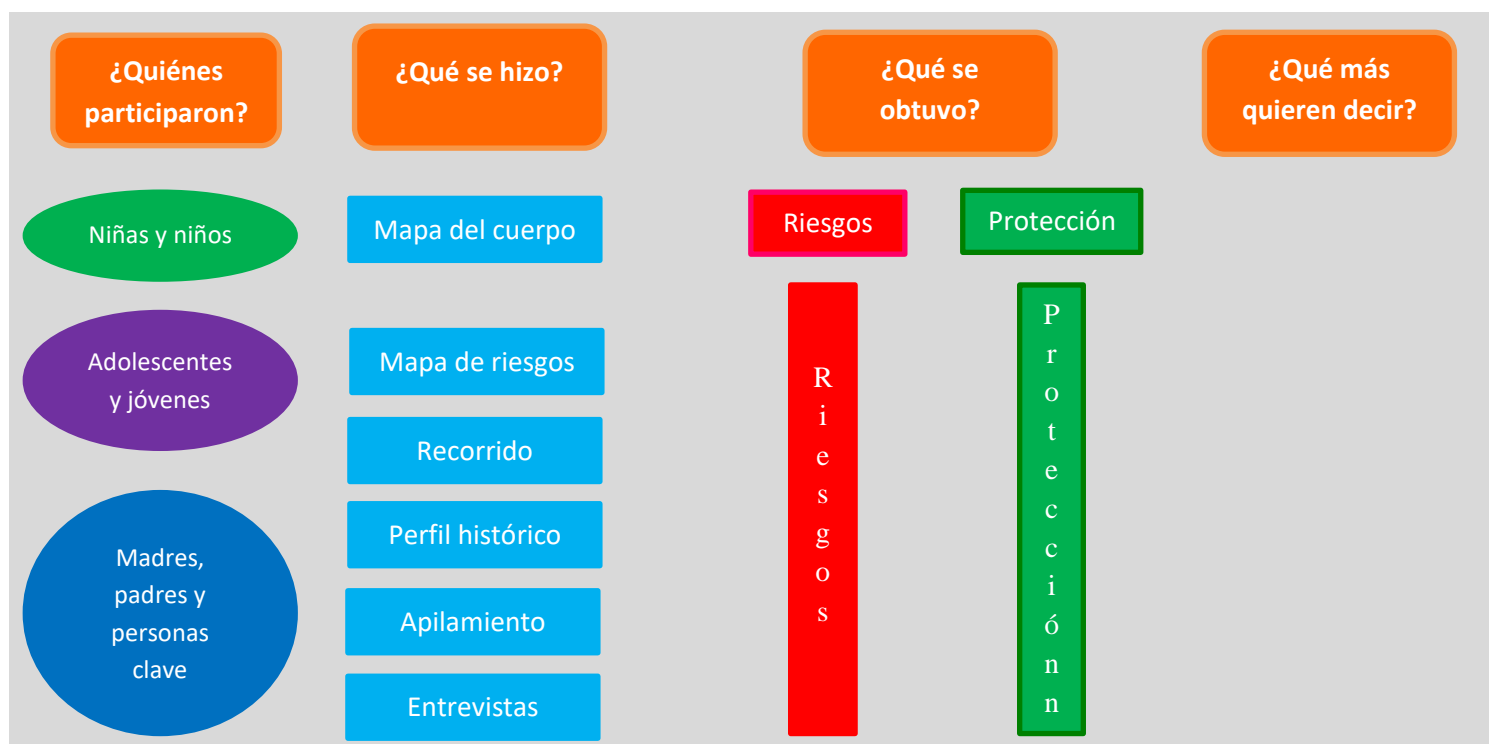 ¿Quiénes
participaron?
¿Qué se hizo?
¿Qué se
obtuvo?
¿Qué más
quieren decir?
Niñas y niños
Mapa del cuerpo
Riesgos
Protección
Adolescentes
y jóvenes
Mapa de riesgos
Recorrido
Perfil histórico
Madres,
padres y
personas
clave
Apilamiento
Entrevistas
R
i
e
s
g
o
s
P
r
o
t
e
c
c
i
ó
n
n